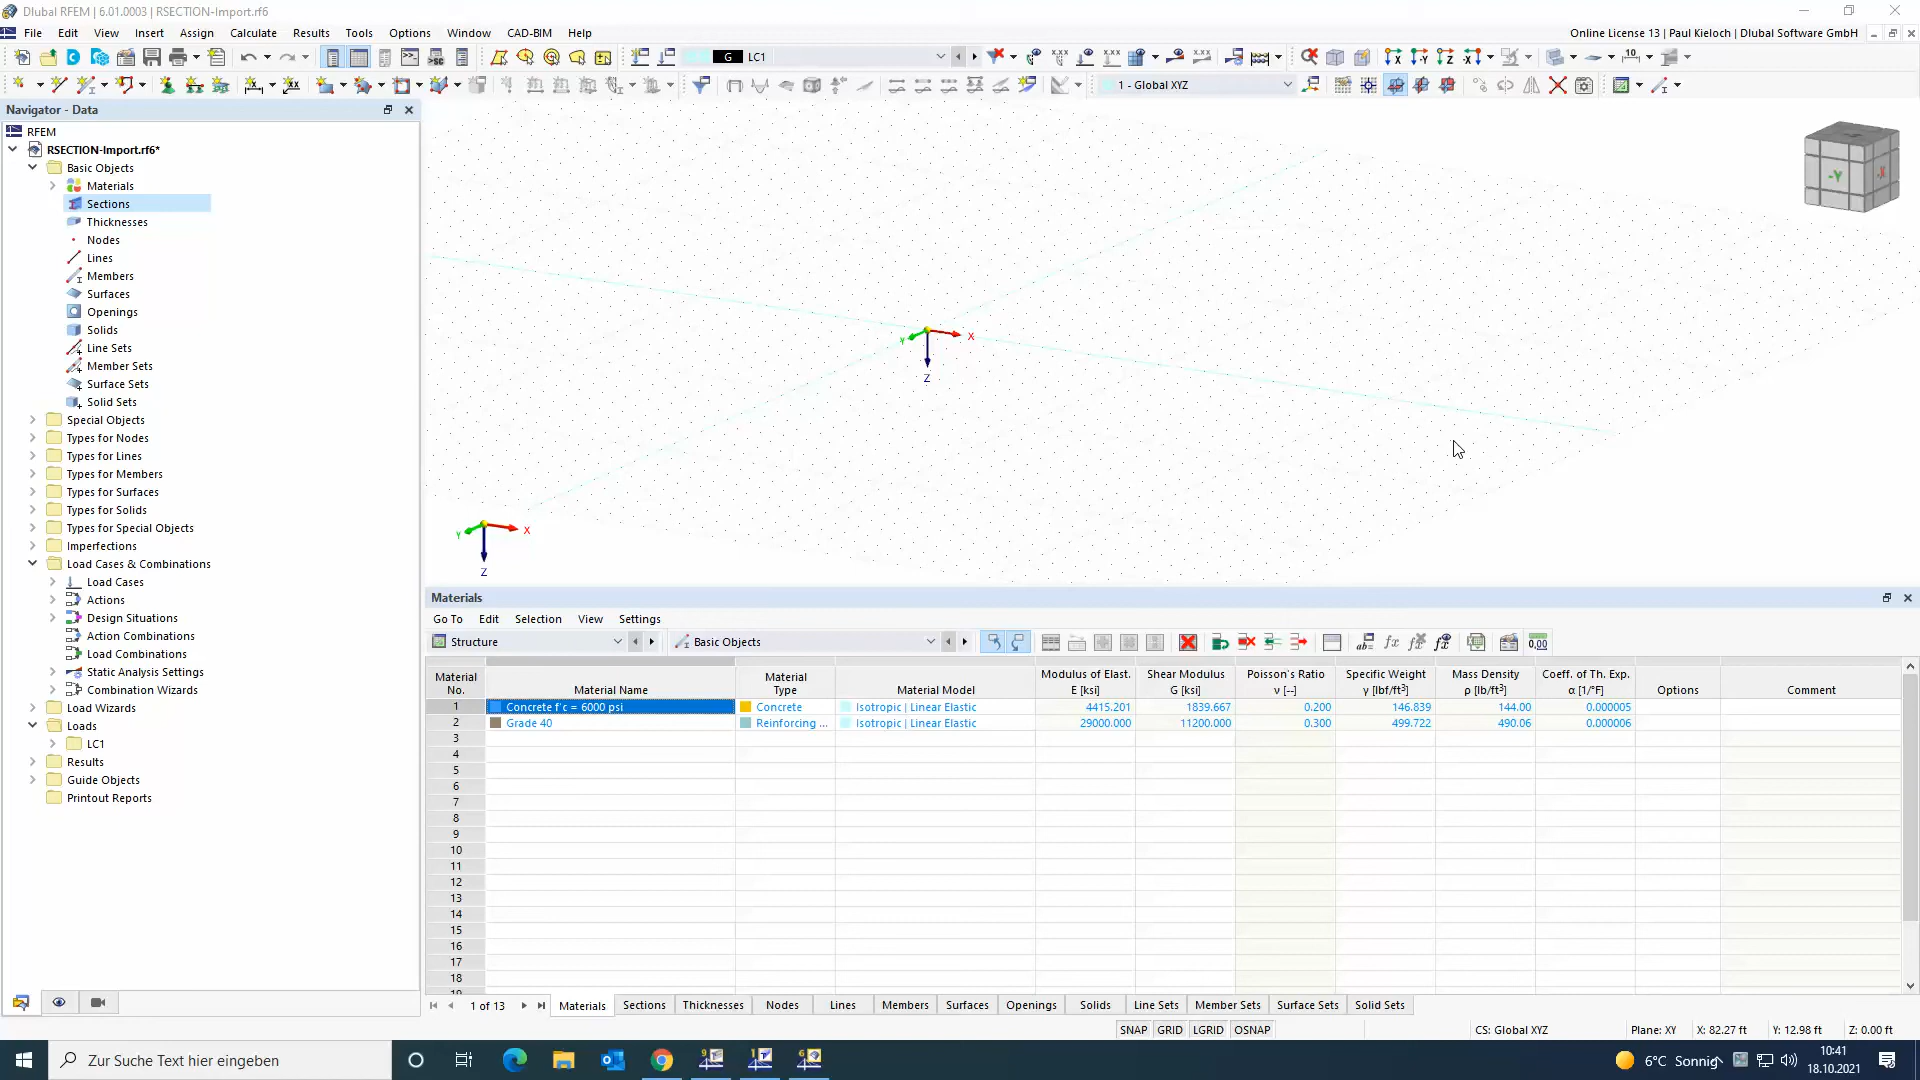 Dlubal RFEM | 6.01.0003 | RSECTION-Import.rf6
File Edit View Insert Assign Calculate Results Tools Options Window CAD-BIM Help
Online License 13 | Paul Kieloch | Dlubal Software GmbH
G LC1
1 - Global XYZ
Navigator - Data
RFEM
RSECTION-Import.rf6*
Basic Objects
Materials
Sections
Thicknesses
Nodes
Lines
Members
Surfaces
Openings
Solids
Line Sets
Member Sets
Surface Sets
Solid Sets
Special Objects
Types for Nodes
Types for Lines
Types for Members
Types for Surfaces
Types for Solids
Types for Special Objects
Imperfections
Load Cases & Combinations
Load Cases
Actions
Design Situations
Action Combinations
Load Combinations
Static Analysis Settings
Combination Wizards
Load Wizards
Loads
LC1
Results
Guide Objects
Printout Reports
-Y -X
Y X
Z
Y X
Z
Materials
Go To Edit Selection View Settings
Structure Basic Objects
Material No. Material Name Material Type Material Model Modulus of Elast. E [ksi] Shear Modulus G [ksi] Poisson's Ratio ν [--] Specific Weight γ [lbf/ft³] Mass Density ρ [lb/ft³] Coeff. of Th. Exp. α [1/°F] Options Comment
1 Concrete f'c = 6000 psi Concrete Isotropic | Linear Elastic 4415.201 1839.667 0.200 146.839 144.00 0.000005
2 Grade 40 Reinforcing ... Isotropic | Linear Elastic 29000.000 11200.000 0.300 499.722 490.06 0.000006
3
4
5
6
7
8
9
10
11
12
13
14
15
16
17
18
1 of 13 Materials Sections Thicknesses Nodes Lines Members Surfaces Openings Solids Line Sets Member Sets Surface Sets Solid Sets
SNAP GRID LGRID OSNAP CS: Global XYZ Plane: XY X: 82.27 ft Y: 12.98 ft Z: 0.00 ft
Zur Suche Text hier eingeben
6°C Sonnig
10:41
18.10.2021